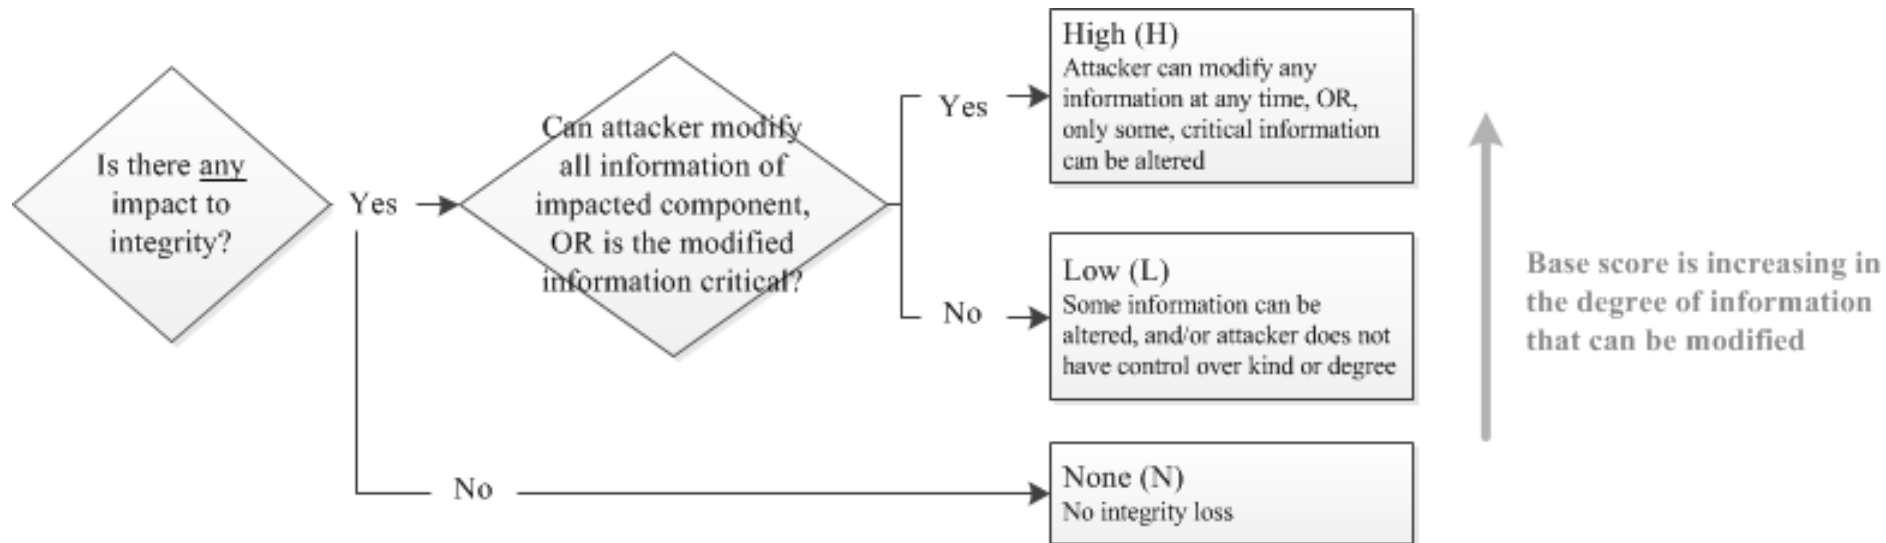 Is there any
impact to
integrity?
Yes
Can attacker modify
all information of
impacted component,
OR is the modified
information critical?
Yes
High (H)
Attacker can modify any
information at any time, OR,
only some, critical information
can be altered
No
Low (L)
Some information can be
altered, and/or attacker does not
have control over kind or degree
No
None (N)
No integrity loss
Base score is increasing in
the degree of information
that can be modified